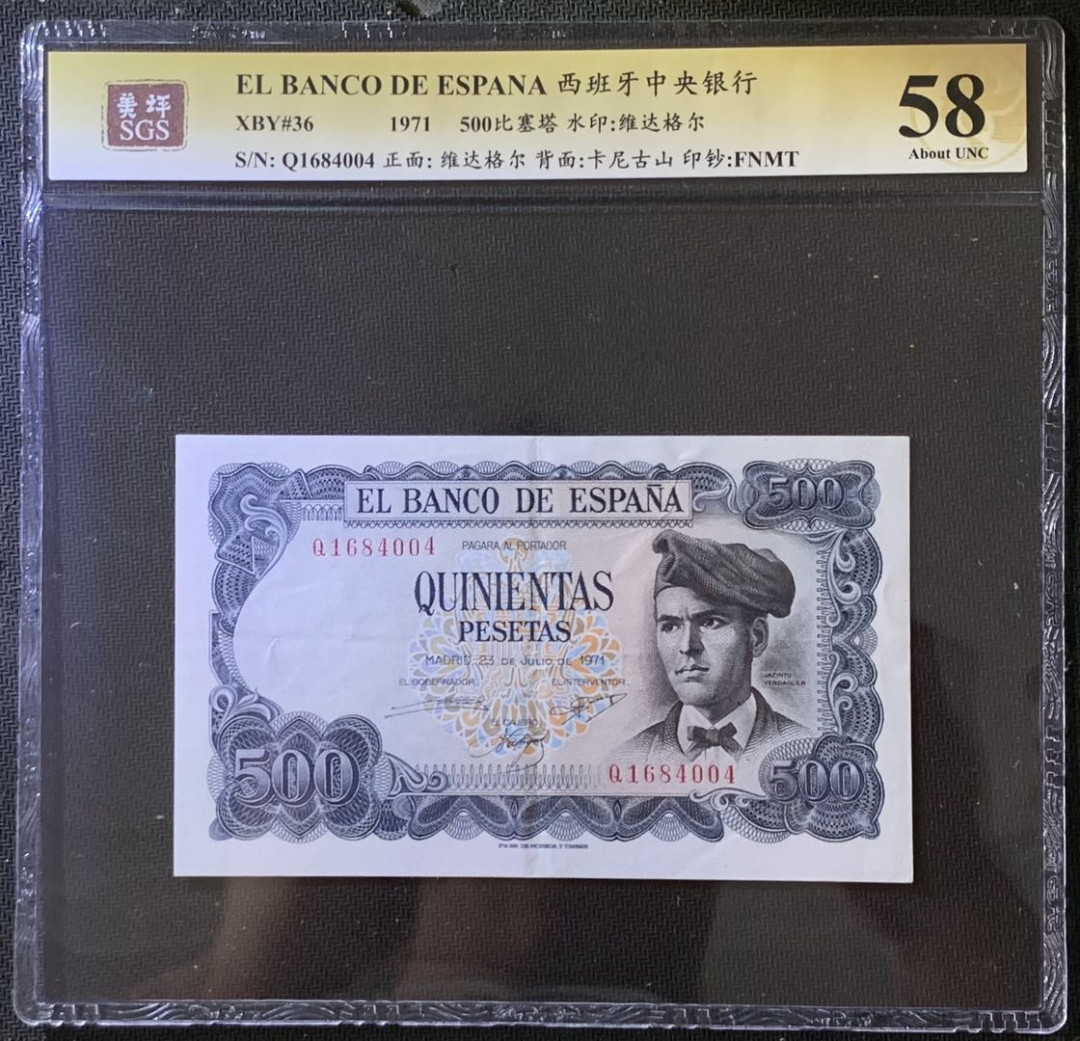 美评
SGS
EL BANCO DE ESPANA 西班牙中央银行
XBY#36 1971 500比塞塔 水印:维达格尔
S/N: Q1684004 正面: 维达格尔 背面:卡尼古山 印钞:FNMT
58
About UNC
EL BANCO DE ESPAÑA
500
Q1684004
PAGARA AL PORTADOR
QUINIENTAS
PESETAS
MADRID, 23 DE JULIO DE 1971
EL GOBERNADOR
EL INTERVENTOR
EL CAJERO
JACINTO
VERDAGUER
500
Q1684004
500